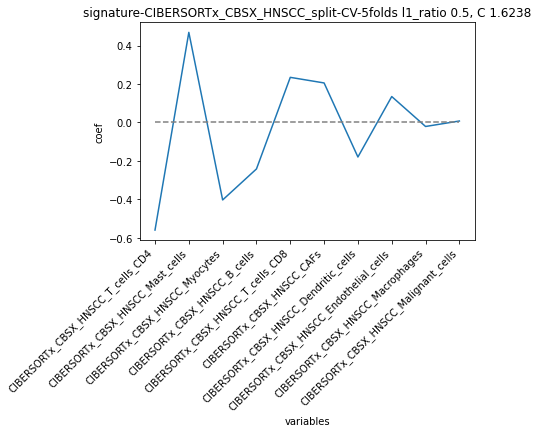 signature-CIBERSORTx_CBSX_HNSCC_split-CV-5folds l1_ratio 0.5, C 1.6238
0.4
0.2
0.0
−0.2
−0.4
−0.6
coef
CIBERSORTx_CBSX_HNSCC_T_cells_CD4
CIBERSORTx_CBSX_HNSCC_Mast_cells
CIBERSORTx_CBSX_HNSCC_Myocytes
CIBERSORTx_CBSX_HNSCC_B_cells
CIBERSORTx_CBSX_HNSCC_T_cells_CD8
CIBERSORTx_CBSX_HNSCC_CAFs
CIBERSORTx_CBSX_HNSCC_Dendritic_cells
CIBERSORTx_CBSX_HNSCC_Endothelial_cells
CIBERSORTx_CBSX_HNSCC_Macrophages
CIBERSORTx_CBSX_HNSCC_Malignant_cells
variables